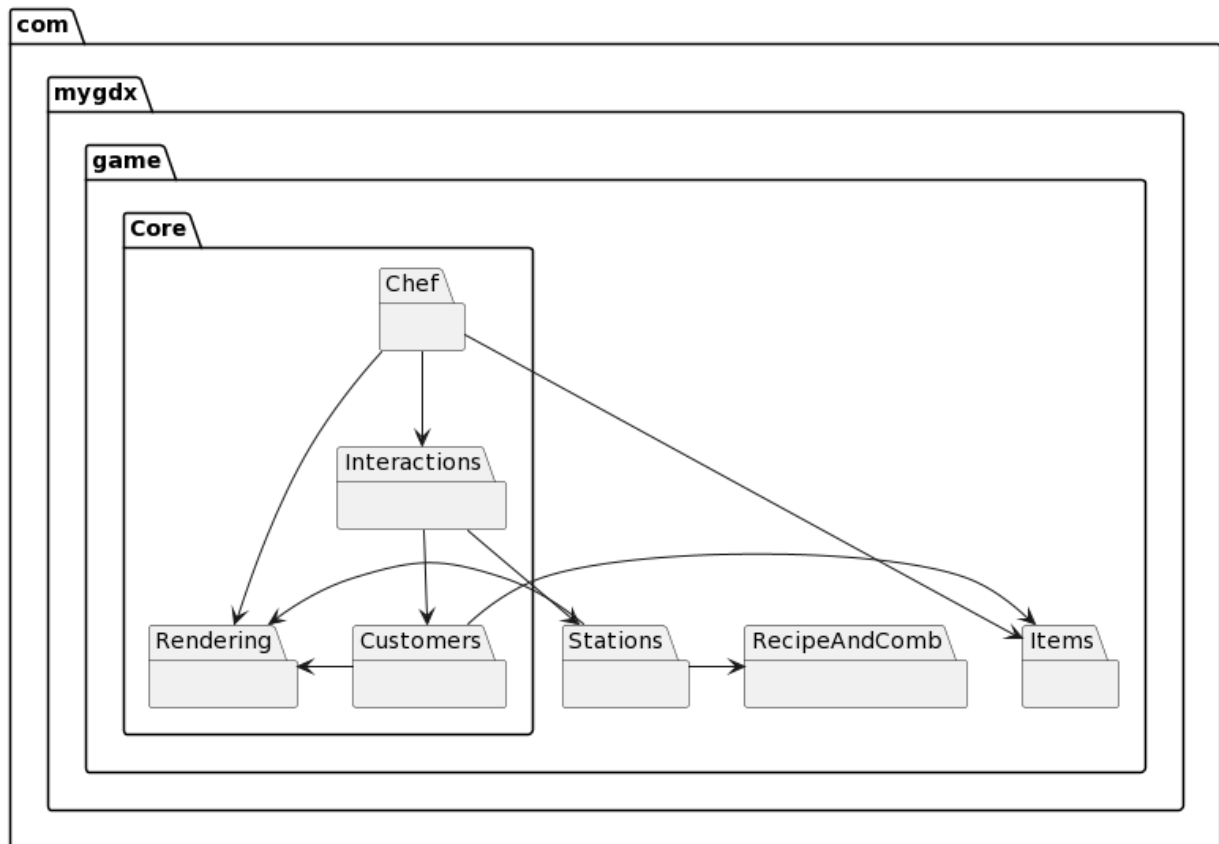 com
mygdx
game
Core
Chef
Interactions
Rendering
Customers
Stations
RecipeAndComb
Items